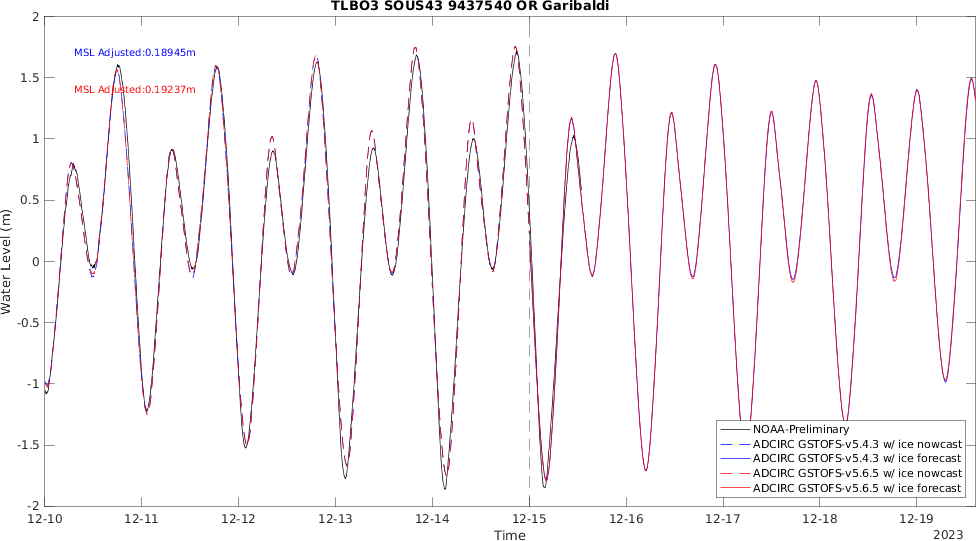 TLBO3 SOUS43 9437540 OR Garibaldi
2
1.5
1
0.5
0
-0.5
-1
-1.5
-2
Water Level (m)
MSL Adjusted:0.18945m
MSL Adjusted:0.19237m
NOAA-Preliminary
ADCIRC GSTOFS-v5.4.3 w/ ice nowcast
ADCIRC GSTOFS-v5.4.3 w/ ice forecast
ADCIRC GSTOFS-v5.6.5 w/ ice nowcast
ADCIRC GSTOFS-v5.6.5 w/ ice forecast
12-10 12-11 12-12 12-13 12-14 12-15 12-16 12-17 12-18 12-19
Time
2023